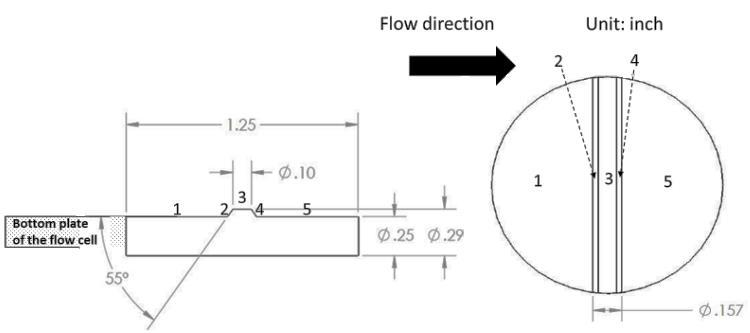 Flow direction
Unit: inch
2
4
1.25
Ø.10
3
1
2
4
5
1
3
5
Bottom plate
of the flow cell
Ø.25
Ø.29
55°
Ø.157